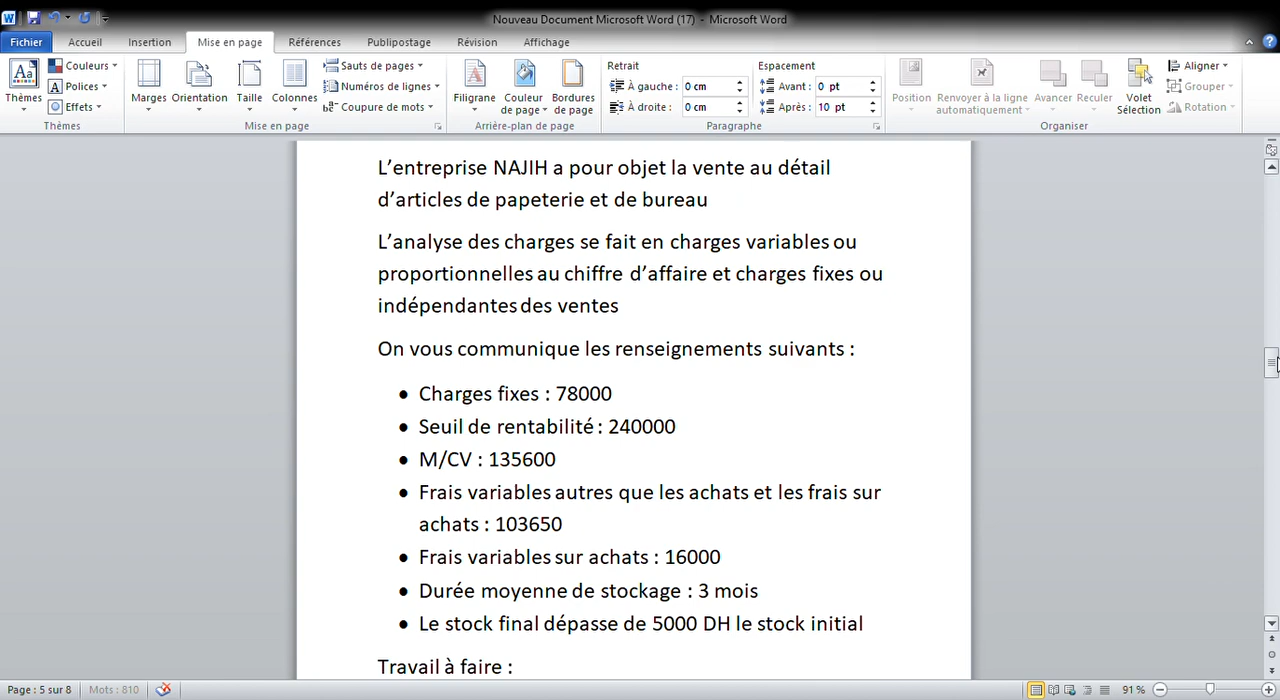 Nouveau Document Microsoft Word (17) - Microsoft Word
Fichier Accueil Insertion Mise en page Références Publipostage Révision Affichage
Thèmes Couleurs Polices Effets
Thèmes
Marges Orientation Taille Colonnes Sauts de pages Numéros de lignes Coupure de mots
Mise en page
Filigrane Couleur de page Bordures de page
Arrière-plan de page
Retrait Espacement
À gauche : 0 cm Avant : 0 pt
À droite : 0 cm Après : 10 pt
Paragraphe
Position Renvoyer à la ligne automatiquement Avancer Reculer Volet Sélection Aligner Grouper Rotation
Organiser
L’entreprise NAJIH a pour objet la vente au détail
d’articles de papeterie et de bureau
L’analyse des charges se fait en charges variables ou
proportionnelles au chiffre d’affaire et charges fixes ou
indépendantes des ventes
On vous communique les renseignements suivants :
• Charges fixes : 78000
• Seuil de rentabilité : 240000
• M/CV : 135600
• Frais variables autres que les achats et les frais sur
achats : 103650
• Frais variables sur achats : 16000
• Durée moyenne de stockage : 3 mois
• Le stock final dépasse de 5000 DH le stock initial
Travail à faire :
Page : 5 sur 8 Mots : 810 91 %